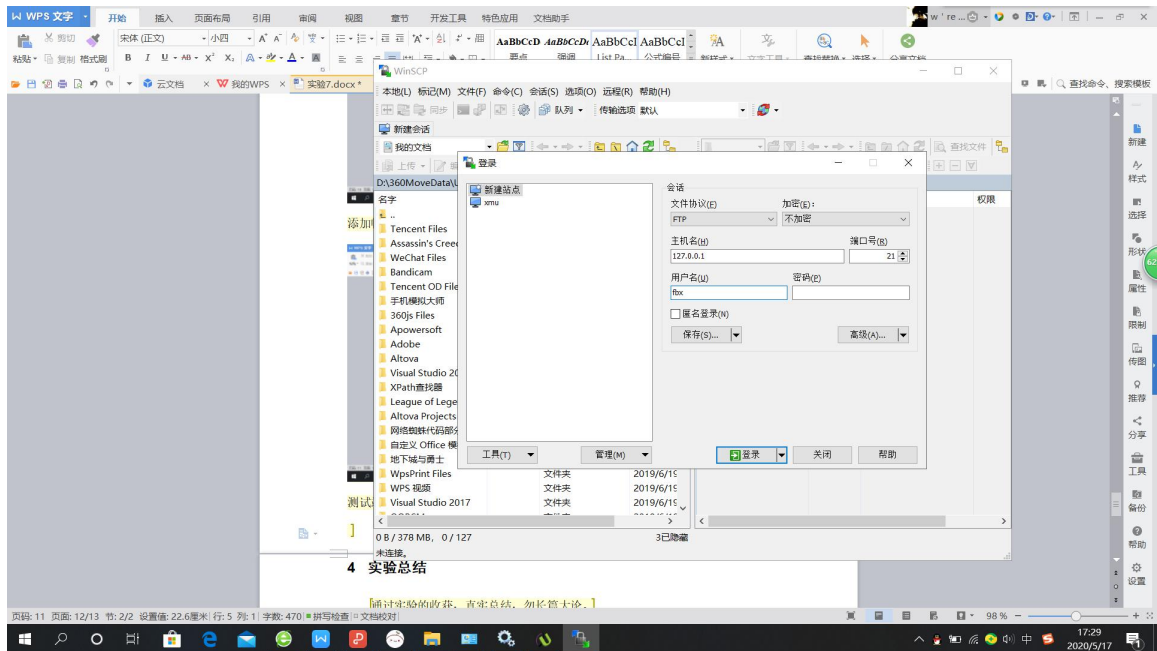 WPS 文字 开始 插入 页面布局 引用 审阅 视图 章节 开发工具 特色应用 文档助手 w ' re ...
剪切 宋体 (正文) 小四
粘贴 复制 格式刷 B I U AB X² X₂ A
AaBbCcD AaBbCcDc AaBbCcI AaBbCcI
要点 强调 List Pa... 公式编号 新样式 文字工具 查找替换 选择 分享文档
云文档 我的WPS 实验7.docx * 查找命令、搜索模板
WinSCP
本地(L) 标记(M) 文件(F) 命令(C) 会话(S) 选项(O) 远程(R) 帮助(H)
同步 队列 传输选项 默认
新建会话
我的文档 查找文件
上传
D:\360MoveData\U
名字 权限
..
Tencent Files
Assassin's Creed
WeChat Files
Bandicam
Tencent OD File
手机模拟大师
360js Files
Apowersoft
Adobe
Altova
Visual Studio 20
XPath查找器
League of Lege
Altova Projects
网络蜘蛛代码部分
自定义 Office 模
地下城与勇士
WpsPrint Files 文件夹 2019/6/19
WPS 视频 文件夹 2019/6/19
Visual Studio 2017 文件夹 2019/6/19
0 B / 378 MB, 0 / 127 3已隐藏
未连接。
登录
新建站点
xmu
会话
文件协议(F) 加密(E):
FTP 不加密
主机名(H) 端口号(R)
127.0.0.1 21
用户名(U) 密码(P)
fbx
匿名登录(N)
保存(S)... 高级(A)...
工具(T) 管理(M) 登录 关闭 帮助
添加
测试
4 实验总结
通过实验的收获，真实总结，勿长篇大论。]
新建
样式
选择
形状
62
属性
限制
传图
推荐
分享
工具
备份
帮助
设置
页码: 11 页面: 12/13 节: 2/2 设置值: 22.6厘米 行: 5 列: 1 字数: 470 拼写检查 文档校对 98 %
中 17:29
2020/5/17